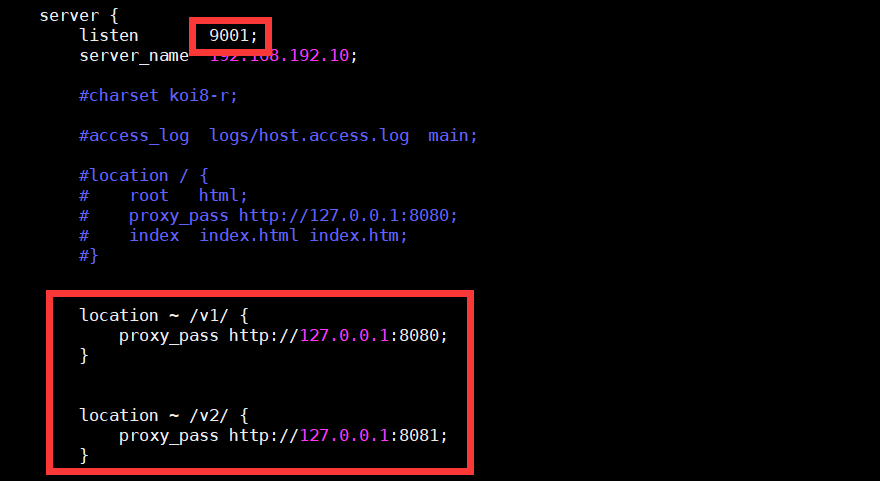 server {
listen 9001;
server_name 192.168.192.10;
#charset koi8-r;
#access_log logs/host.access.log main;
#location / {
# root html;
# proxy_pass http://127.0.0.1:8080;
# index index.html index.htm;
#}
location ~ /v1/ {
proxy_pass http://127.0.0.1:8080;
}
location ~ /v2/ {
proxy_pass http://127.0.0.1:8081;
}